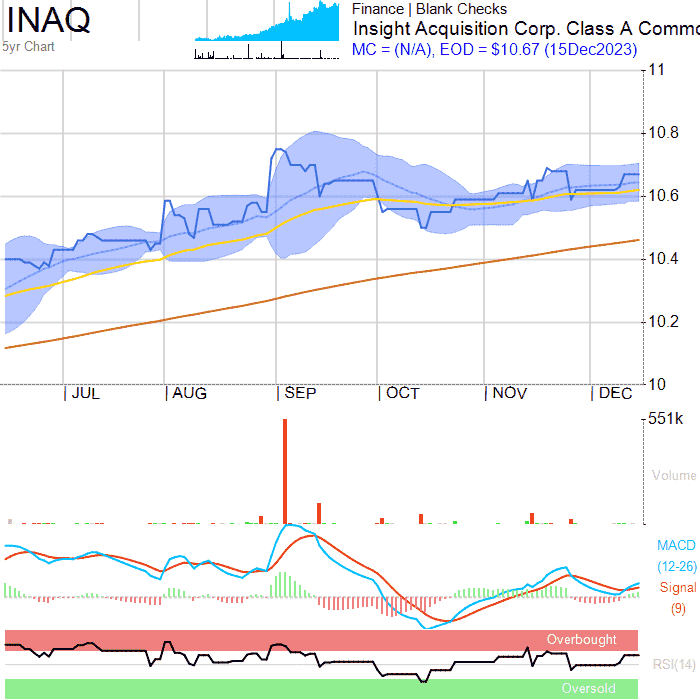 INAQ
5yr Chart
Finance | Blank Checks
Insight Acquisition Corp. Class A Commo
MC = (N/A), EOD = $10.67 (15Dec2023)
11
10.8
10.6
10.4
10.2
10
JUL AUG SEP OCT NOV DEC
551k
Volume
MACD
(12-26)
Signal
(9)
Overbought
RSI(14)
Oversold